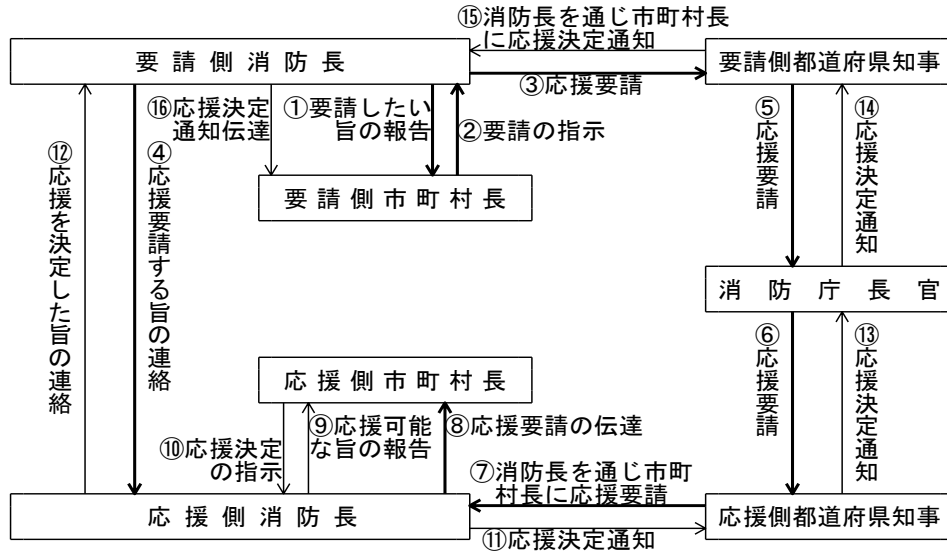 ⑮消防長を通じ市町村長
に応援決定通知
要請側消防長
要請側都道府県知事
③応援要請
⑯応援決定
通知伝達
①要請したい
旨の報告
②要請の指示
⑤応援要請
⑭応援決定通知
⑫応援を決定した旨の連絡
④応援要請する旨の連絡
要請側市町村長
消防庁長官
⑥応援要請
⑬応援決定通知
応援側市町村長
⑩応援決定
の指示
⑨応援可能
な旨の報告
⑧応援要請の伝達
⑦消防長を通じ市町
村長に応援要請
応援側消防長
応援側都道府県知事
⑪応援決定通知